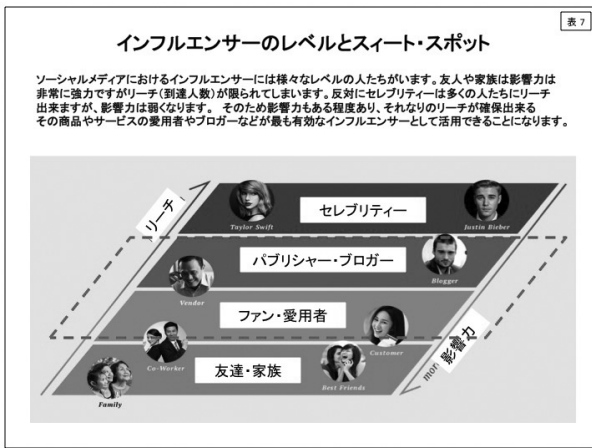 表 7
インフルエンサーのレベルとスィート・スポット
ソーシャルメディアにおけるインフルエンサーには様々なレベルの人たちがいます。友人や家族は影響力は
非常に強力ですがリーチ(到達人数)が限られてしまいます。反対にセレブリティーは多くの人たちにリーチ
出来ますが、影響力は弱くなります。 そのため影響力もある程度あり、それなりのリーチが確保出来る
その商品やサービスの愛用者やブロガーなどが最も有効なインフルエンサーとして活用できることになります。
リーチ
セレブリティー
Taylor Swift
Justin Bieber
パブリシャー・ブロガー
Vendor
Blogger
ファン・愛用者
Co-Worker
Customer
友達・家族
Best Friends
Family
more
影響力